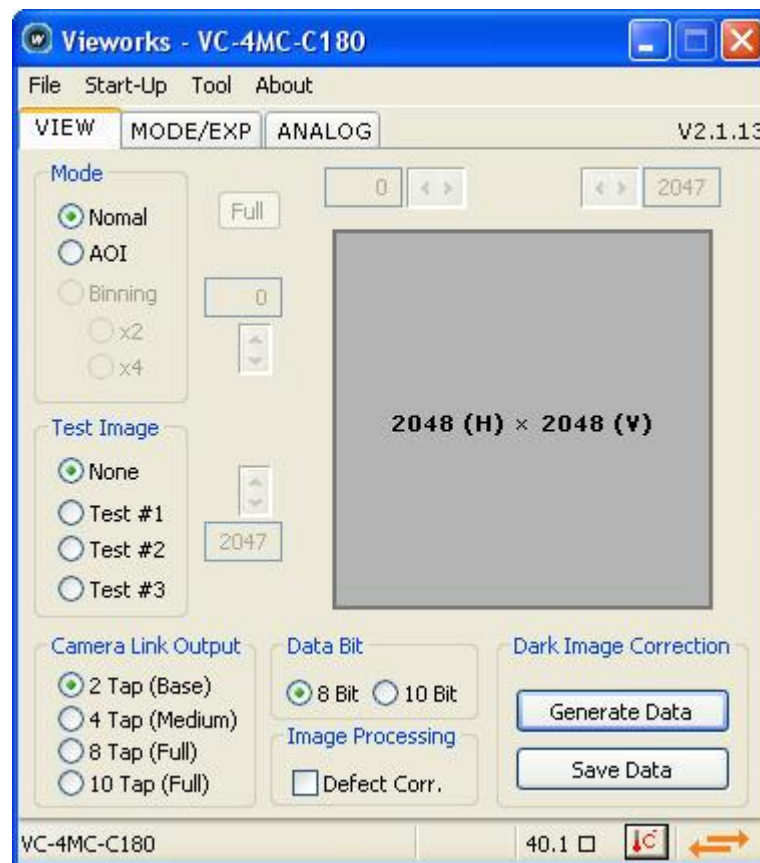 Vieworks - VC-4MC-C180
File Start-Up Tool About
VIEW MODE/EXP ANALOG V2.1.13
Mode
Nomal
AOI
Binning
x2
x4
Full
0
2047
0
2048 (H) × 2048 (V)
Test Image
None
Test #1
Test #2
Test #3
2047
Camera Link Output
2 Tap (Base)
4 Tap (Medium)
8 Tap (Full)
10 Tap (Full)
Data Bit
8 Bit 10 Bit
Image Processing
Defect Corr.
Dark Image Correction
Generate Data
Save Data
VC-4MC-C180 40.1 □ C